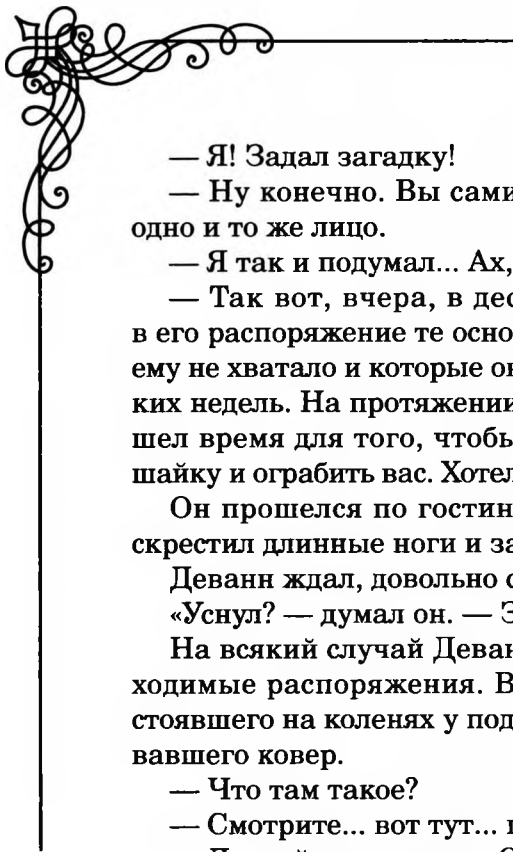 — Я! Задал загадку!
— Ну конечно. Вы сами
одно и то же лицо.
— Я так и подумал... Ах,
— Так вот, вчера, в дес
в его распоряжение те осно
ему не хватало и которые он
ких недель. На протяжении
шел время для того, чтобы
шайку и ограбить вас. Хотел
Он прошелся по гостин
скрестил длинные ноги и за
Деванн ждал, довольно с
«Уснул? — думал он. — З
На всякий случай Деван
ходимые распоряжения. В
стоявшего на коленях у под
вавшего ковер.
— Что там такое?
— Смотрите... вот тут...